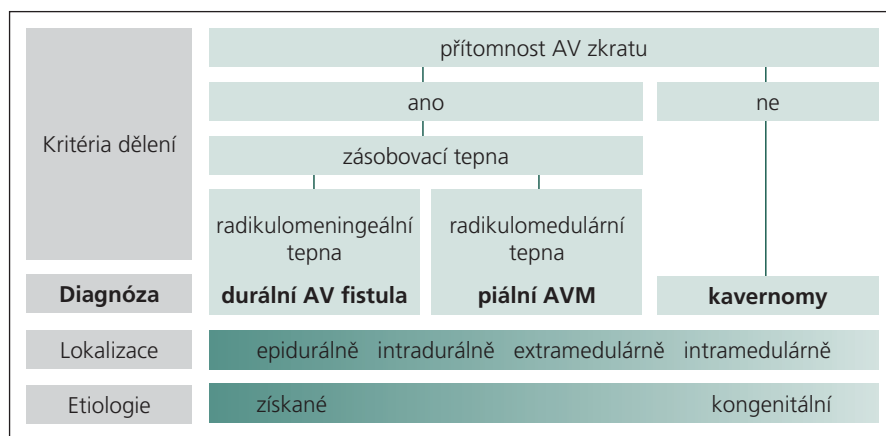 přítomnost AV zkratu
Kritéria dělení
ano
ne
zásobovací tepna
radikulomeningeální
tepna
radikulomedulární
tepna
Diagnóza
durální AV fistula
piální AVM
kavernomy
Lokalizace
epidurálně intradurálně extramedulárně intramedulárně
Etiologie
získané
kongenitální